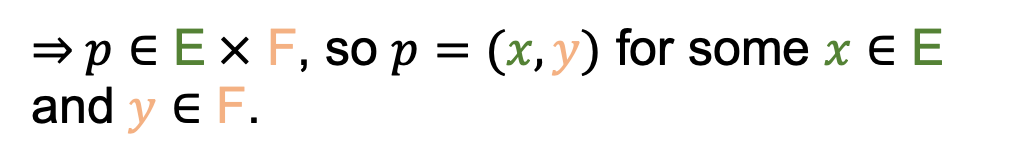 ⇒ p ∈ E × F, so p = (x, y) for some x ∈ E
and y ∈ F.